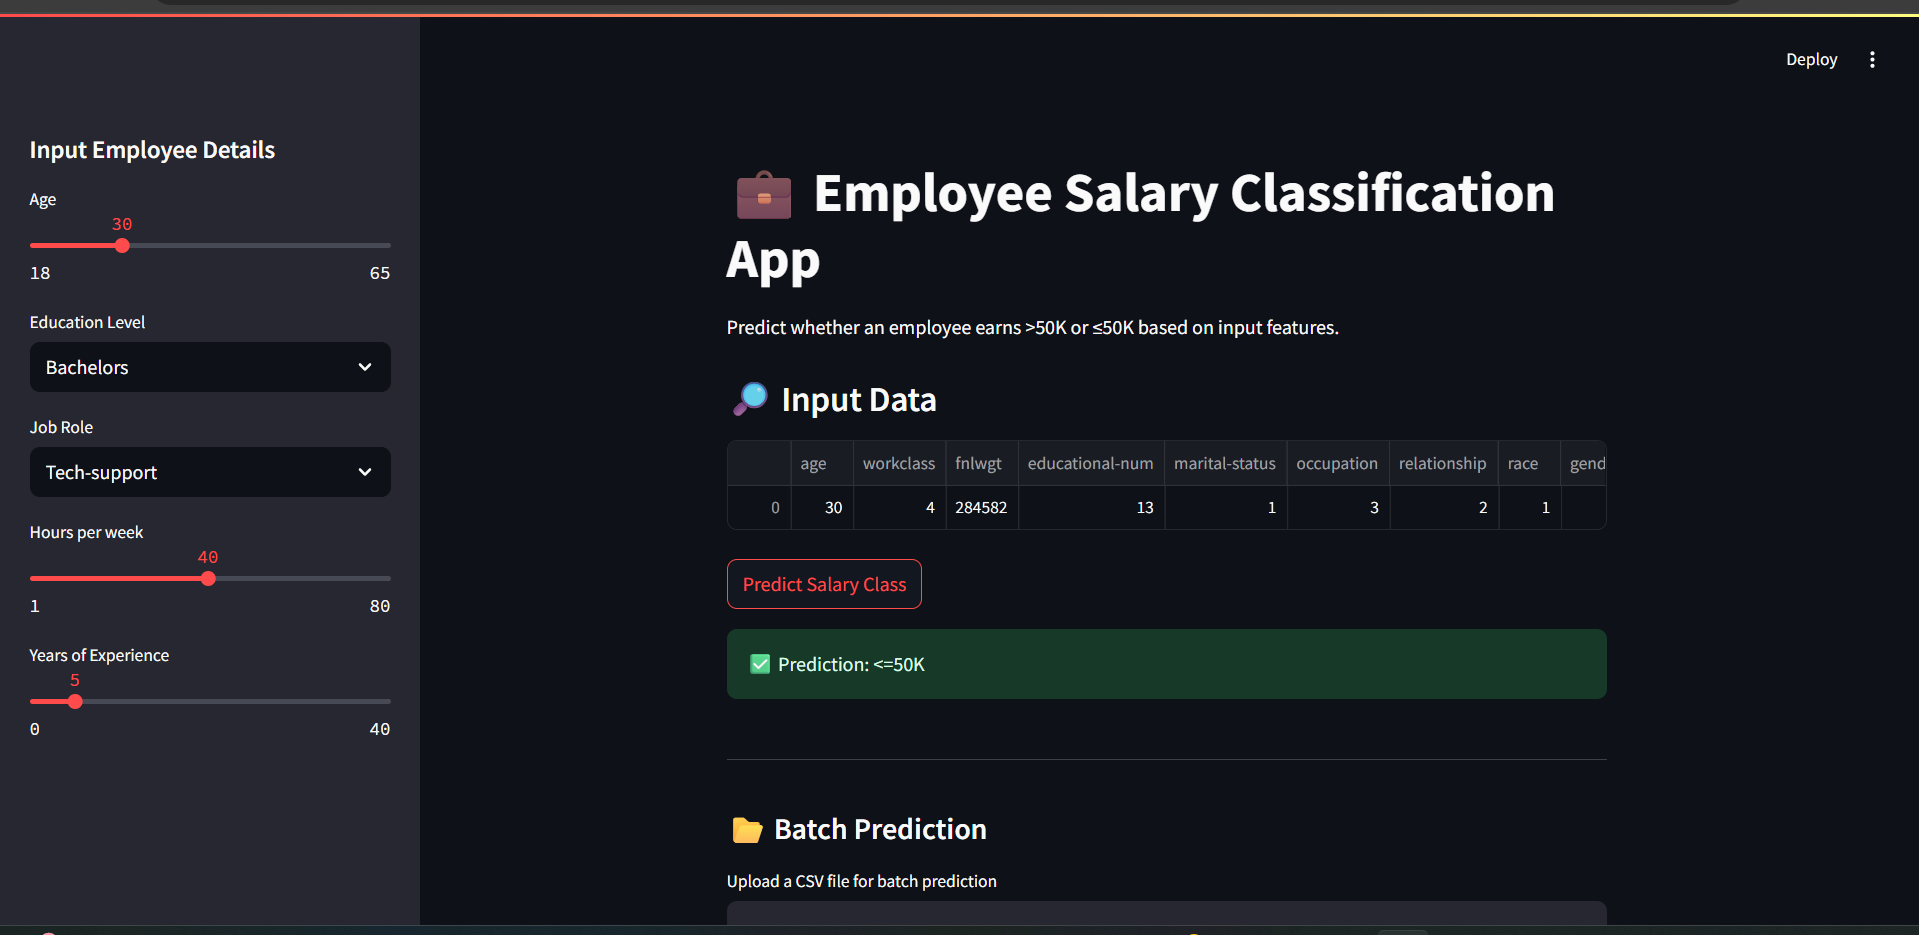 Deploy
Input Employee Details
Age
30
18 65
Education Level
Bachelors
Job Role
Tech-support
Hours per week
40
1 80
Years of Experience
5
0 40
Employee Salary Classification
App
Predict whether an employee earns >50K or ≤50K based on input features.
Input Data
age workclass fnlwgt educational-num marital-status occupation relationship race gend
0 30 4 284582 13 1 3 2 1
Predict Salary Class
Prediction: <=50K
Batch Prediction
Upload a CSV file for batch prediction